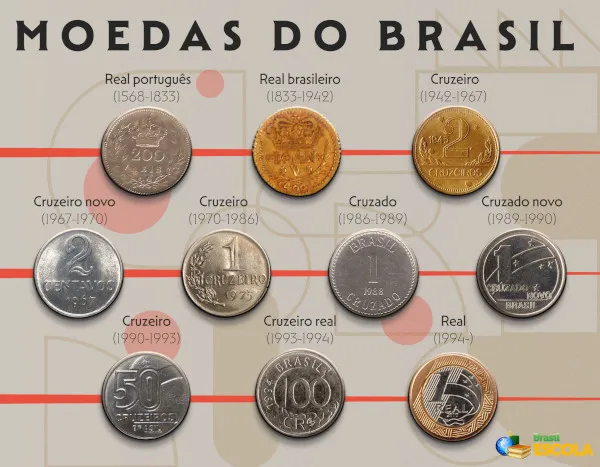 MOEDAS DO BRASIL
Real português
(1568-1833)
Real brasileiro
(1833-1942)
Cruzeiro
(1942-1967)
200
2
CRUZEIROS
Cruzeiro novo
(1967-1970)
Cruzeiro
(1970-1986)
Cruzado
(1986-1989)
Cruzado novo
(1989-1990)
2
CENTAVOS
1967
1
CRUZEIRO
1975
BRASIL
1
1988
CRUZADO
1
CRUZADO NOVO
BRASIL
Cruzeiro
(1990-1993)
Cruzeiro real
(1993-1994)
Real
(1994-)
50
CRUZEIROS
BRASIL
1994 BRASIL
100
CR$
1
REAL
Brasil
ESCOLA